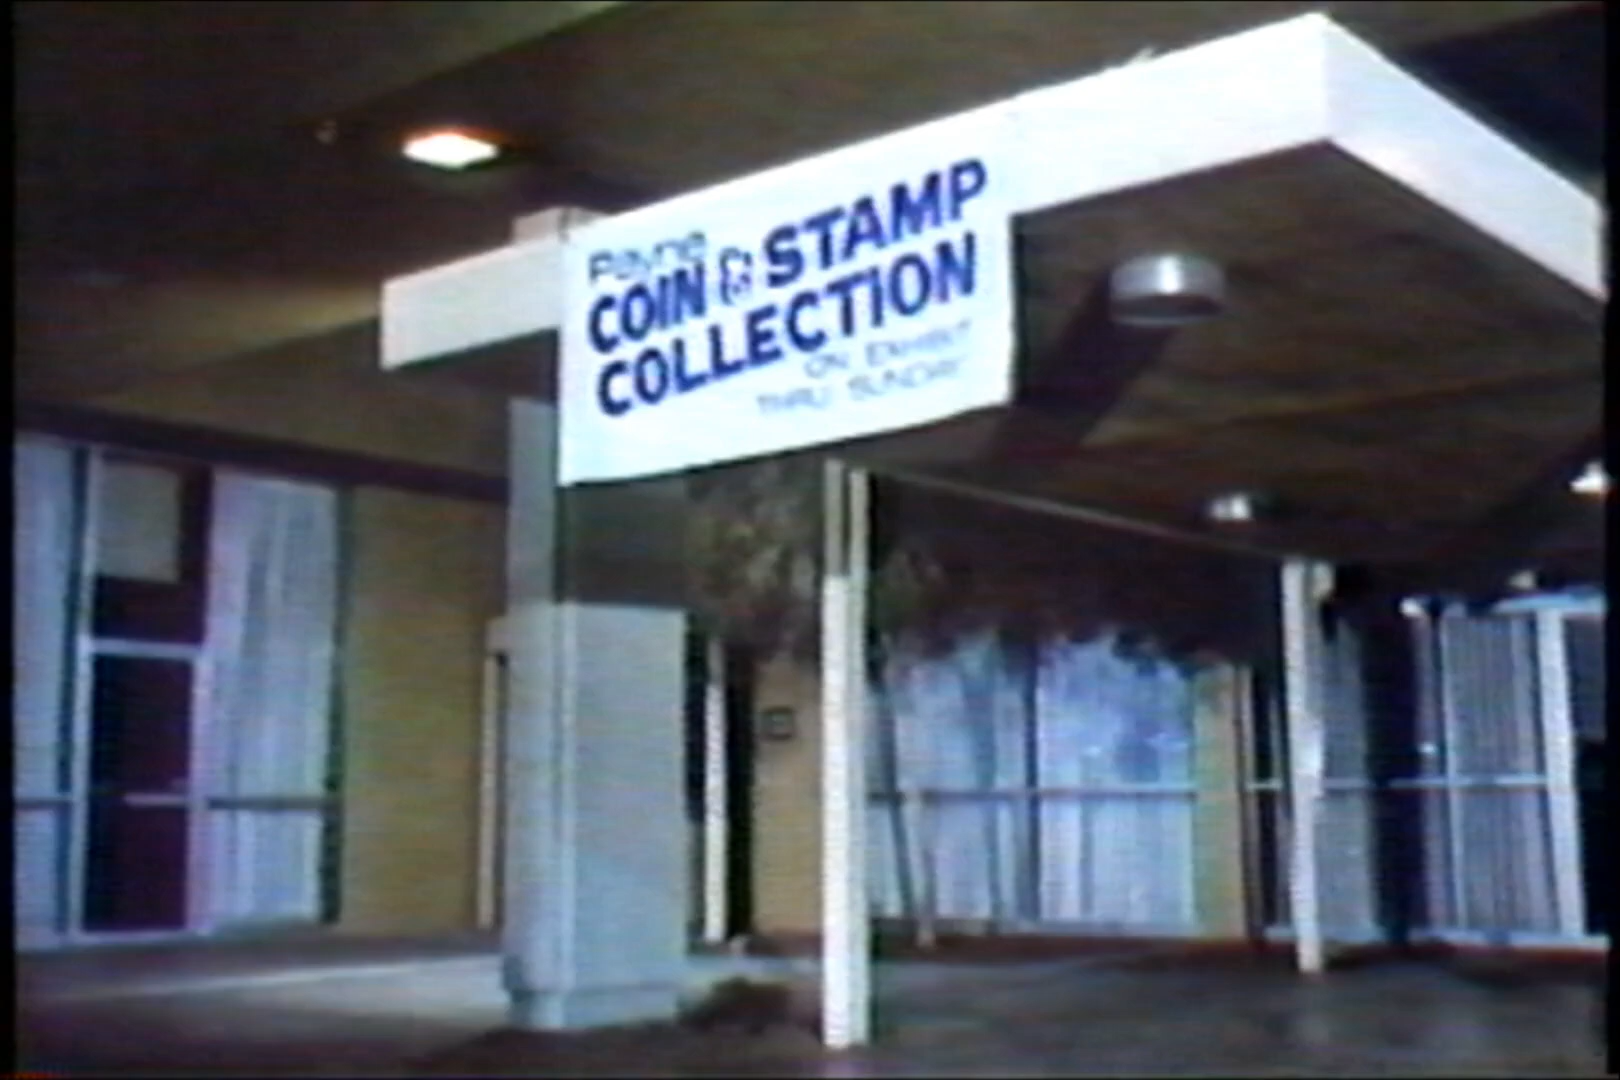 Payne
COIN & STAMP
COLLECTION
ON EXHIBIT
THRU SUNDAY